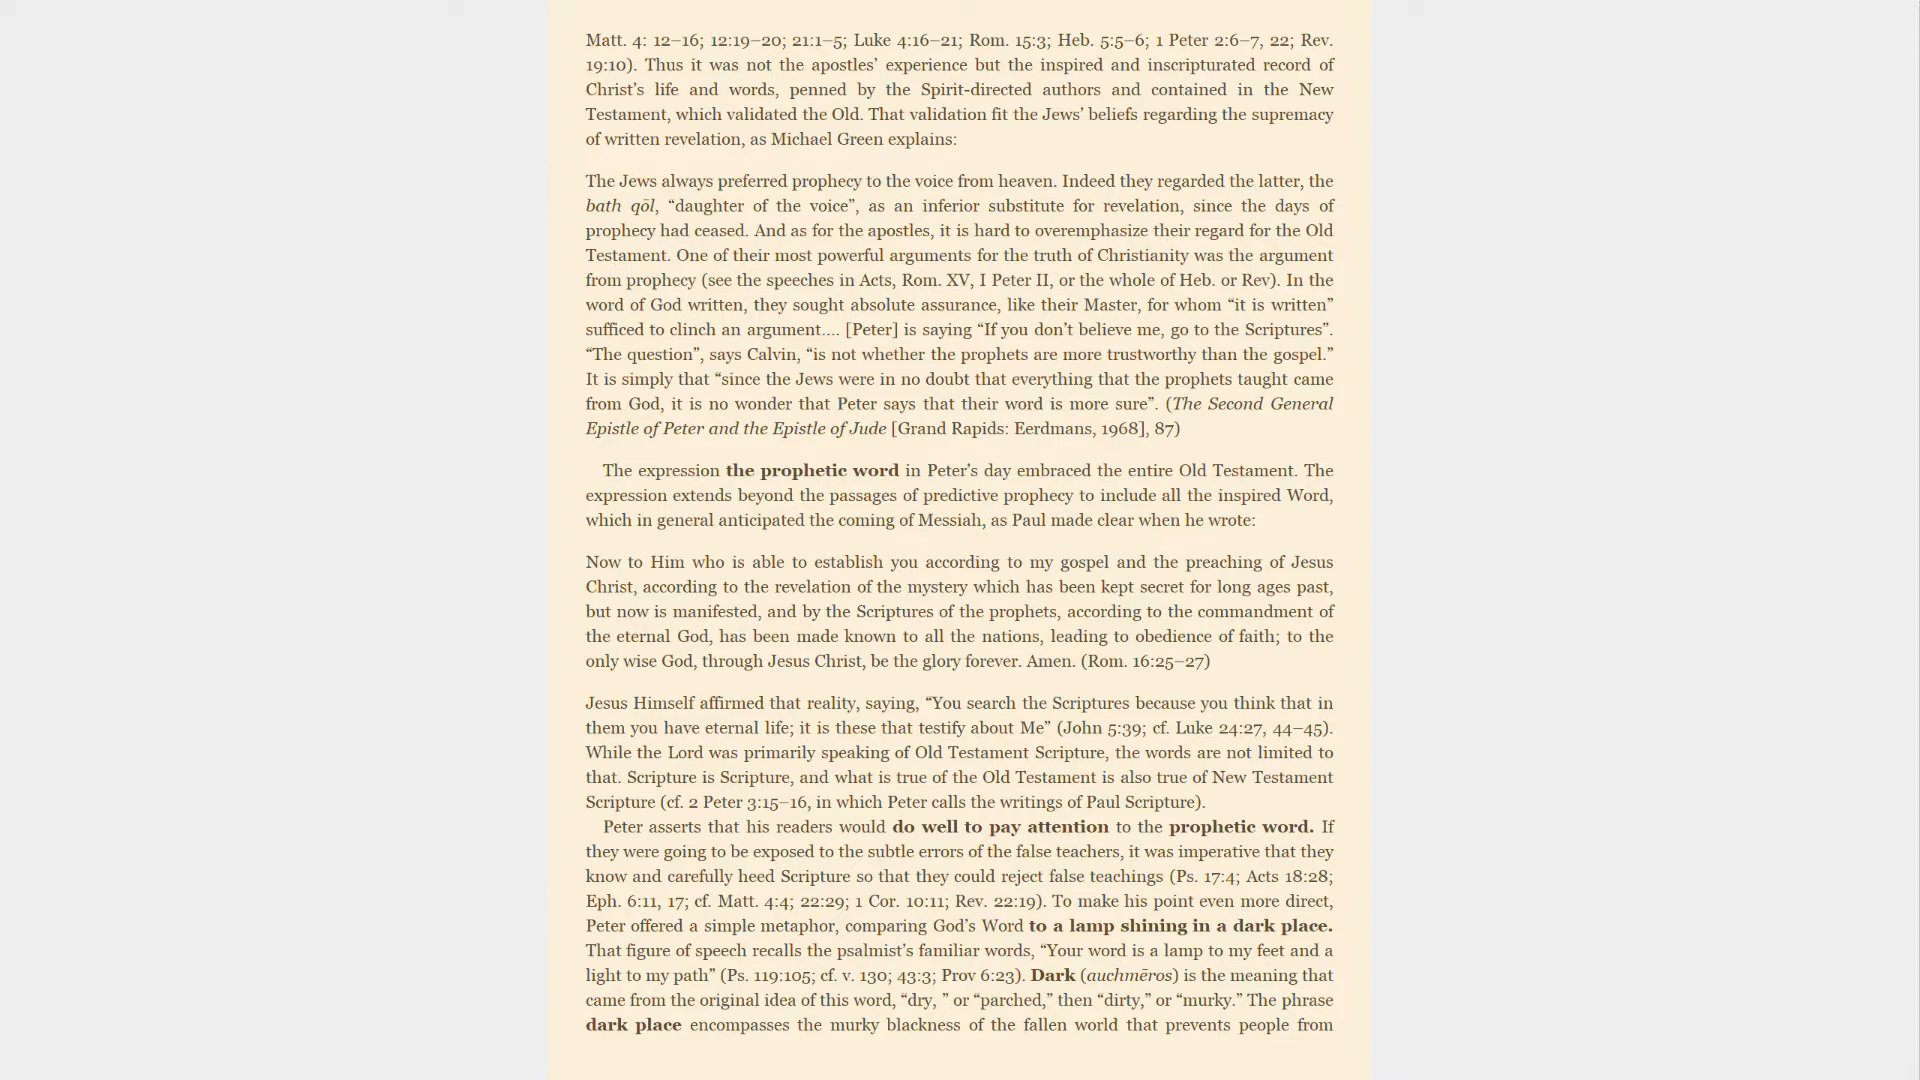 Matt. 4: 12–16; 12:19–20; 21:1–5; Luke 4:16–21; Rom. 15:3; Heb. 5:5–6; 1 Peter 2:6–7, 22; Rev.
19:10). Thus it was not the apostles’ experience but the inspired and inscripturated record of
Christ’s life and words, penned by the Spirit-directed authors and contained in the New
Testament, which validated the Old. That validation fit the Jews’ beliefs regarding the supremacy
of written revelation, as Michael Green explains:
The Jews always preferred prophecy to the voice from heaven. Indeed they regarded the latter, the
bath qōl, “daughter of the voice”, as an inferior substitute for revelation, since the days of
prophecy had ceased. And as for the apostles, it is hard to overemphasize their regard for the Old
Testament. One of their most powerful arguments for the truth of Christianity was the argument
from prophecy (see the speeches in Acts, Rom. XV, I Peter II, or the whole of Heb. or Rev). In the
word of God written, they sought absolute assurance, like their Master, for whom “it is written”
sufficed to clinch an argument.... [Peter] is saying “If you don’t believe me, go to the Scriptures”.
“The question”, says Calvin, “is not whether the prophets are more trustworthy than the gospel.”
It is simply that “since the Jews were in no doubt that everything that the prophets taught came
from God, it is no wonder that Peter says that their word is more sure”. (The Second General
Epistle of Peter and the Epistle of Jude [Grand Rapids: Eerdmans, 1968], 87)
The expression the prophetic word in Peter’s day embraced the entire Old Testament. The
expression extends beyond the passages of predictive prophecy to include all the inspired Word,
which in general anticipated the coming of Messiah, as Paul made clear when he wrote:
Now to Him who is able to establish you according to my gospel and the preaching of Jesus
Christ, according to the revelation of the mystery which has been kept secret for long ages past,
but now is manifested, and by the Scriptures of the prophets, according to the commandment of
the eternal God, has been made known to all the nations, leading to obedience of faith; to the
only wise God, through Jesus Christ, be the glory forever. Amen. (Rom. 16:25–27)
Jesus Himself affirmed that reality, saying, “You search the Scriptures because you think that in
them you have eternal life; it is these that testify about Me” (John 5:39; cf. Luke 24:27, 44–45).
While the Lord was primarily speaking of Old Testament Scripture, the words are not limited to
that. Scripture is Scripture, and what is true of the Old Testament is also true of New Testament
Scripture (cf. 2 Peter 3:15–16, in which Peter calls the writings of Paul Scripture).
Peter asserts that his readers would do well to pay attention to the prophetic word. If
they were going to be exposed to the subtle errors of the false teachers, it was imperative that they
know and carefully heed Scripture so that they could reject false teachings (Ps. 17:4; Acts 18:28;
Eph. 6:11, 17; cf. Matt. 4:4; 22:29; 1 Cor. 10:11; Rev. 22:19). To make his point even more direct,
Peter offered a simple metaphor, comparing God’s Word to a lamp shining in a dark place.
That figure of speech recalls the psalmist’s familiar words, “Your word is a lamp to my feet and a
light to my path” (Ps. 119:105; cf. v. 130; 43:3; Prov 6:23). Dark (auchmēros) is the meaning that
came from the original idea of this word, “dry, ” or “parched,” then “dirty,” or “murky.” The phrase
dark place encompasses the murky blackness of the fallen world that prevents people from